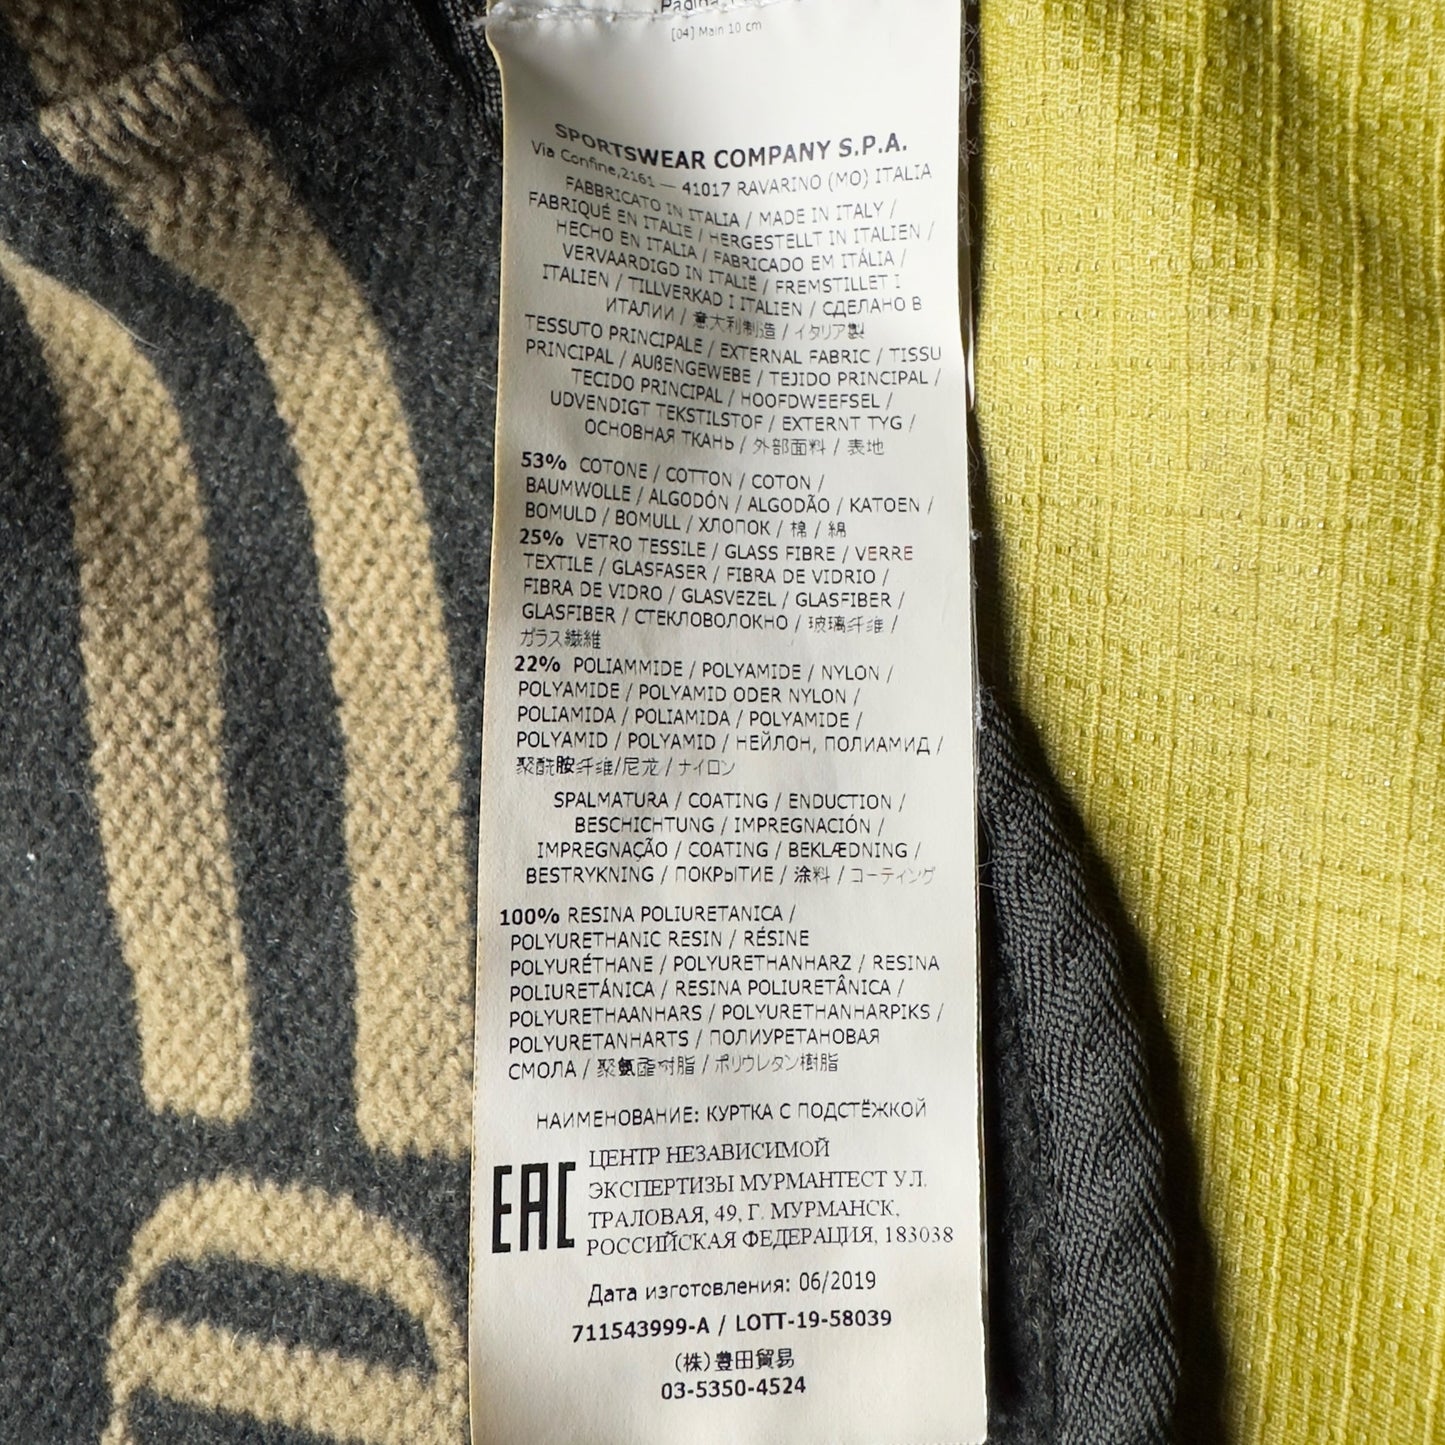 [04] Main 10 cm
SPORTSWEAR COMPANY S.P.A.
Via Confine,2161 — 41017 RAVARINO (MO) ITALIA
FABBRICATO IN ITALIA / MADE IN ITALY /
FABRIQUÉ EN ITALIE / HERGESTELLT IN ITALIEN /
HECHO EN ITALIA / FABRICADO EM ITÁLIA /
VERVAARDIGD IN ITALIË / FREMSTILLET I
ITALIEN / TILLVERKAD I ITALIEN / СДЕЛАНО В
ИТАЛИИ / 意大利制造 / イタリア製
TESSUTO PRINCIPALE / EXTERNAL FABRIC / TISSU
PRINCIPAL / AUßENGEWEBE / TEJIDO PRINCIPAL /
TECIDO PRINCIPAL / HOOFDWEEFSEL /
UDVENDIGT TEKSTILSTOF / EXTERNT TYG /
ОСНОВНАЯ ТКАНЬ / 外部面料 / 表地
53% COTONE / COTTON / COTON /
BAUMWOLLE / ALGODÓN / ALGODÃO / KATOEN /
BOMULD / BOMULL / ХЛОПОК / 棉 / 綿
25% VETRO TESSILE / GLASS FIBRE / VERRE
TEXTILE / GLASFASER / FIBRA DE VIDRIO /
FIBRA DE VIDRO / GLASVEZEL / GLASFIBER /
GLASFIBER / СТЕКЛОВОЛОКНО / 玻璃纤维 /
ガラス繊維
22% POLIAMMIDE / POLYAMIDE / NYLON /
POLYAMIDE / POLYAMID ODER NYLON /
POLIAMIDA / POLIAMIDA / POLYAMIDE /
POLYAMID / POLYAMID / НЕЙЛОН, ПОЛИАМИД /
聚酰胺纤维/尼龙 / ナイロン
SPALMATURA / COATING / ENDUCTION /
BESCHICHTUNG / IMPREGNACIÓN /
IMPREGNAÇÃO / COATING / BEKLÆDNING /
BESTRYKNING / ПОКРЫТИЕ / 涂料 / コーティング
100% RESINA POLIURETANICA /
POLYURETHANIC RESIN / RÉSINE
POLYURÉTHANE / POLYURETHANHARZ / RESINA
POLIURETÁNICA / RESINA POLIURETÂNICA /
POLYURETHAANHARS / POLYURETHANHARPIKS /
POLYURETANHARTS / ПОЛИУРЕТАНОВАЯ
СМОЛА / 聚氨酯树脂 / ポリウレタン樹脂
НАИМЕНОВАНИЕ: КУРТКА С ПОДСТЁЖКОЙ
EAC
ЦЕНТР НЕЗАВИСИМОЙ
ЭКСПЕРТИЗЫ МУРМАНТЕСТ УЛ.
ТРАЛОВАЯ, 49, Г. МУРМАНСК,
РОССИЙСКАЯ ФЕДЕРАЦИЯ, 183038
Дата изготовления: 06/2019
711543999-A / LOTT-19-58039
(株)豊田貿易
03-5350-4524